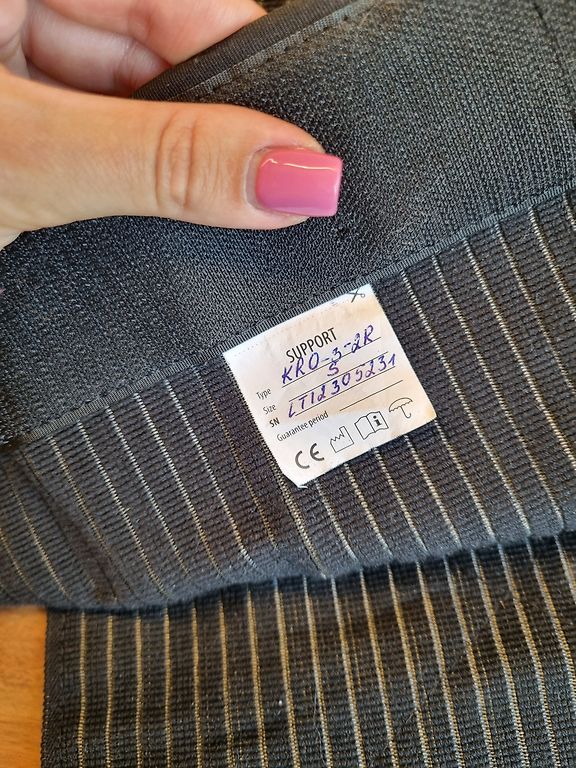 SUPPORT
Type KRO-3-2R
Size S
SN LT12305231
Guarantee period
CE